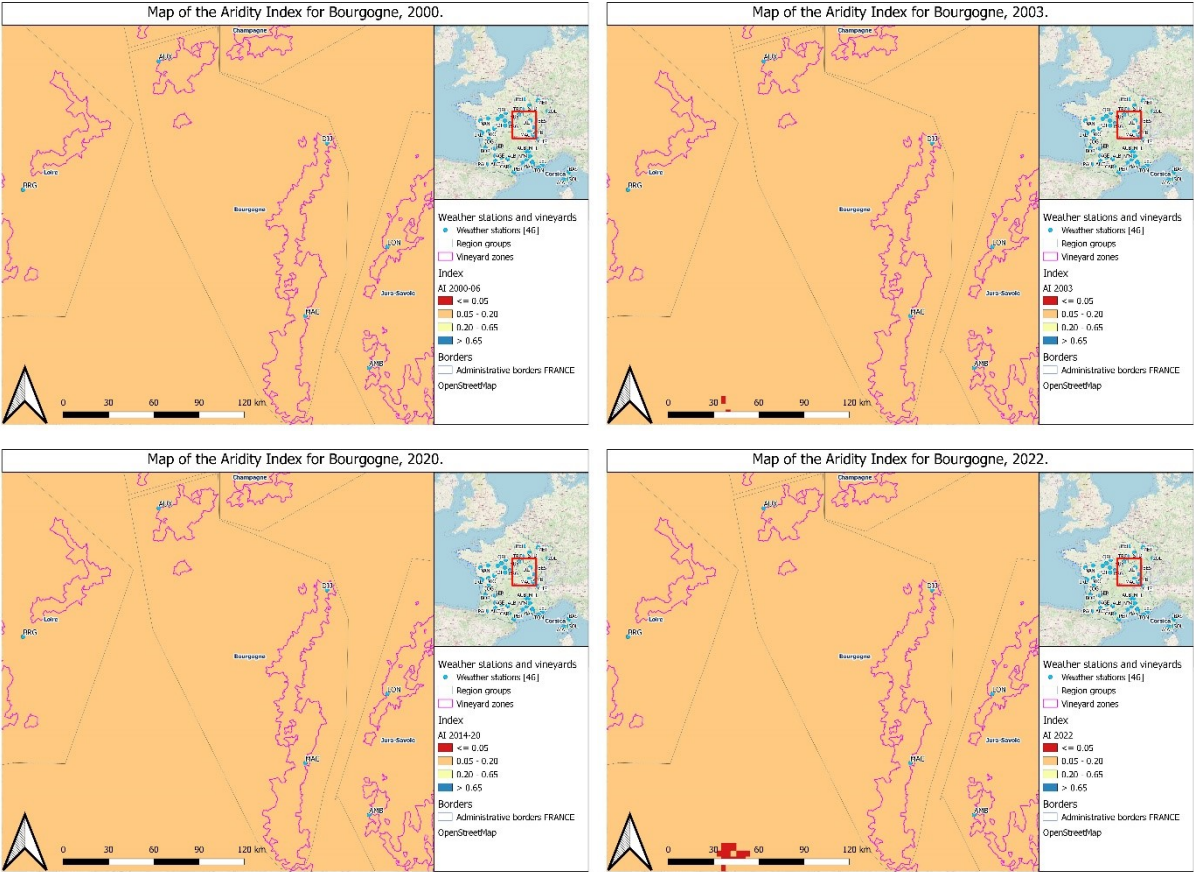 Map of the Aridity Index for Bourgogne, 2000.
Champagne
AUX
DIJ
Loire
BRG
Bourgogne
LON
Jura-Savoie
MAC
AMB
0 30 60 90 120 km
Weather stations and vineyards
Weather stations [46]
Region groups
Vineyard zones
Index
AI 2000-06
<= 0.05
0.05 - 0.20
0.20 - 0.65
> 0.65
Borders
Administrative borders FRANCE
OpenStreetMap
Map of the Aridity Index for Bourgogne, 2003.
Champagne
AUX
DIJ
Loire
BRG
Bourgogne
LON
Jura-Savoie
MAC
AMB
0 30 60 90 120 km
Weather stations and vineyards
Weather stations [46]
Region groups
Vineyard zones
Index
AI 2003
<= 0.05
0.05 - 0.20
0.20 - 0.65
> 0.65
Borders
Administrative borders FRANCE
OpenStreetMap
Map of the Aridity Index for Bourgogne, 2020.
Champagne
AUX
DIJ
Loire
BRG
Bourgogne
LON
Jura-Savoie
MAC
AMB
0 30 60 90 120 km
Weather stations and vineyards
Weather stations [46]
Region groups
Vineyard zones
Index
AI 2014-20
<= 0.05
0.05 - 0.20
0.20 - 0.65
> 0.65
Borders
Administrative borders FRANCE
OpenStreetMap
Map of the Aridity Index for Bourgogne, 2022.
Champagne
AUX
DIJ
Loire
BRG
Bourgogne
LON
Jura-Savoie
MAC
AMB
0 30 60 90 120 km
Weather stations and vineyards
Weather stations [46]
Region groups
Vineyard zones
Index
AI 2022
<= 0.05
0.05 - 0.20
0.20 - 0.65
> 0.65
Borders
Administrative borders FRANCE
OpenStreetMap